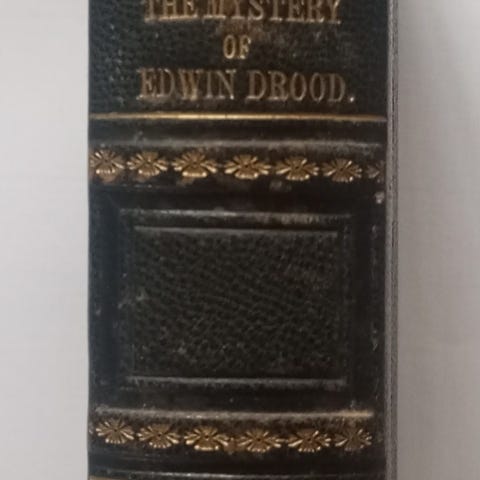 THE MYSTERY
OF
EDWIN DROOD.